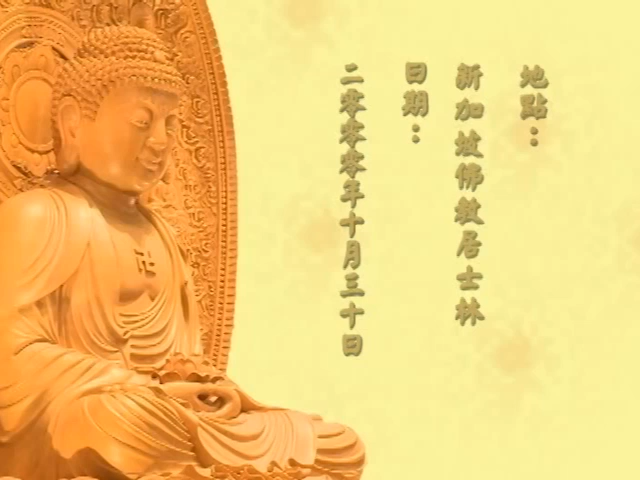 地點：
新加坡佛教居士林
日期：
二零零零年十月三十日
卍